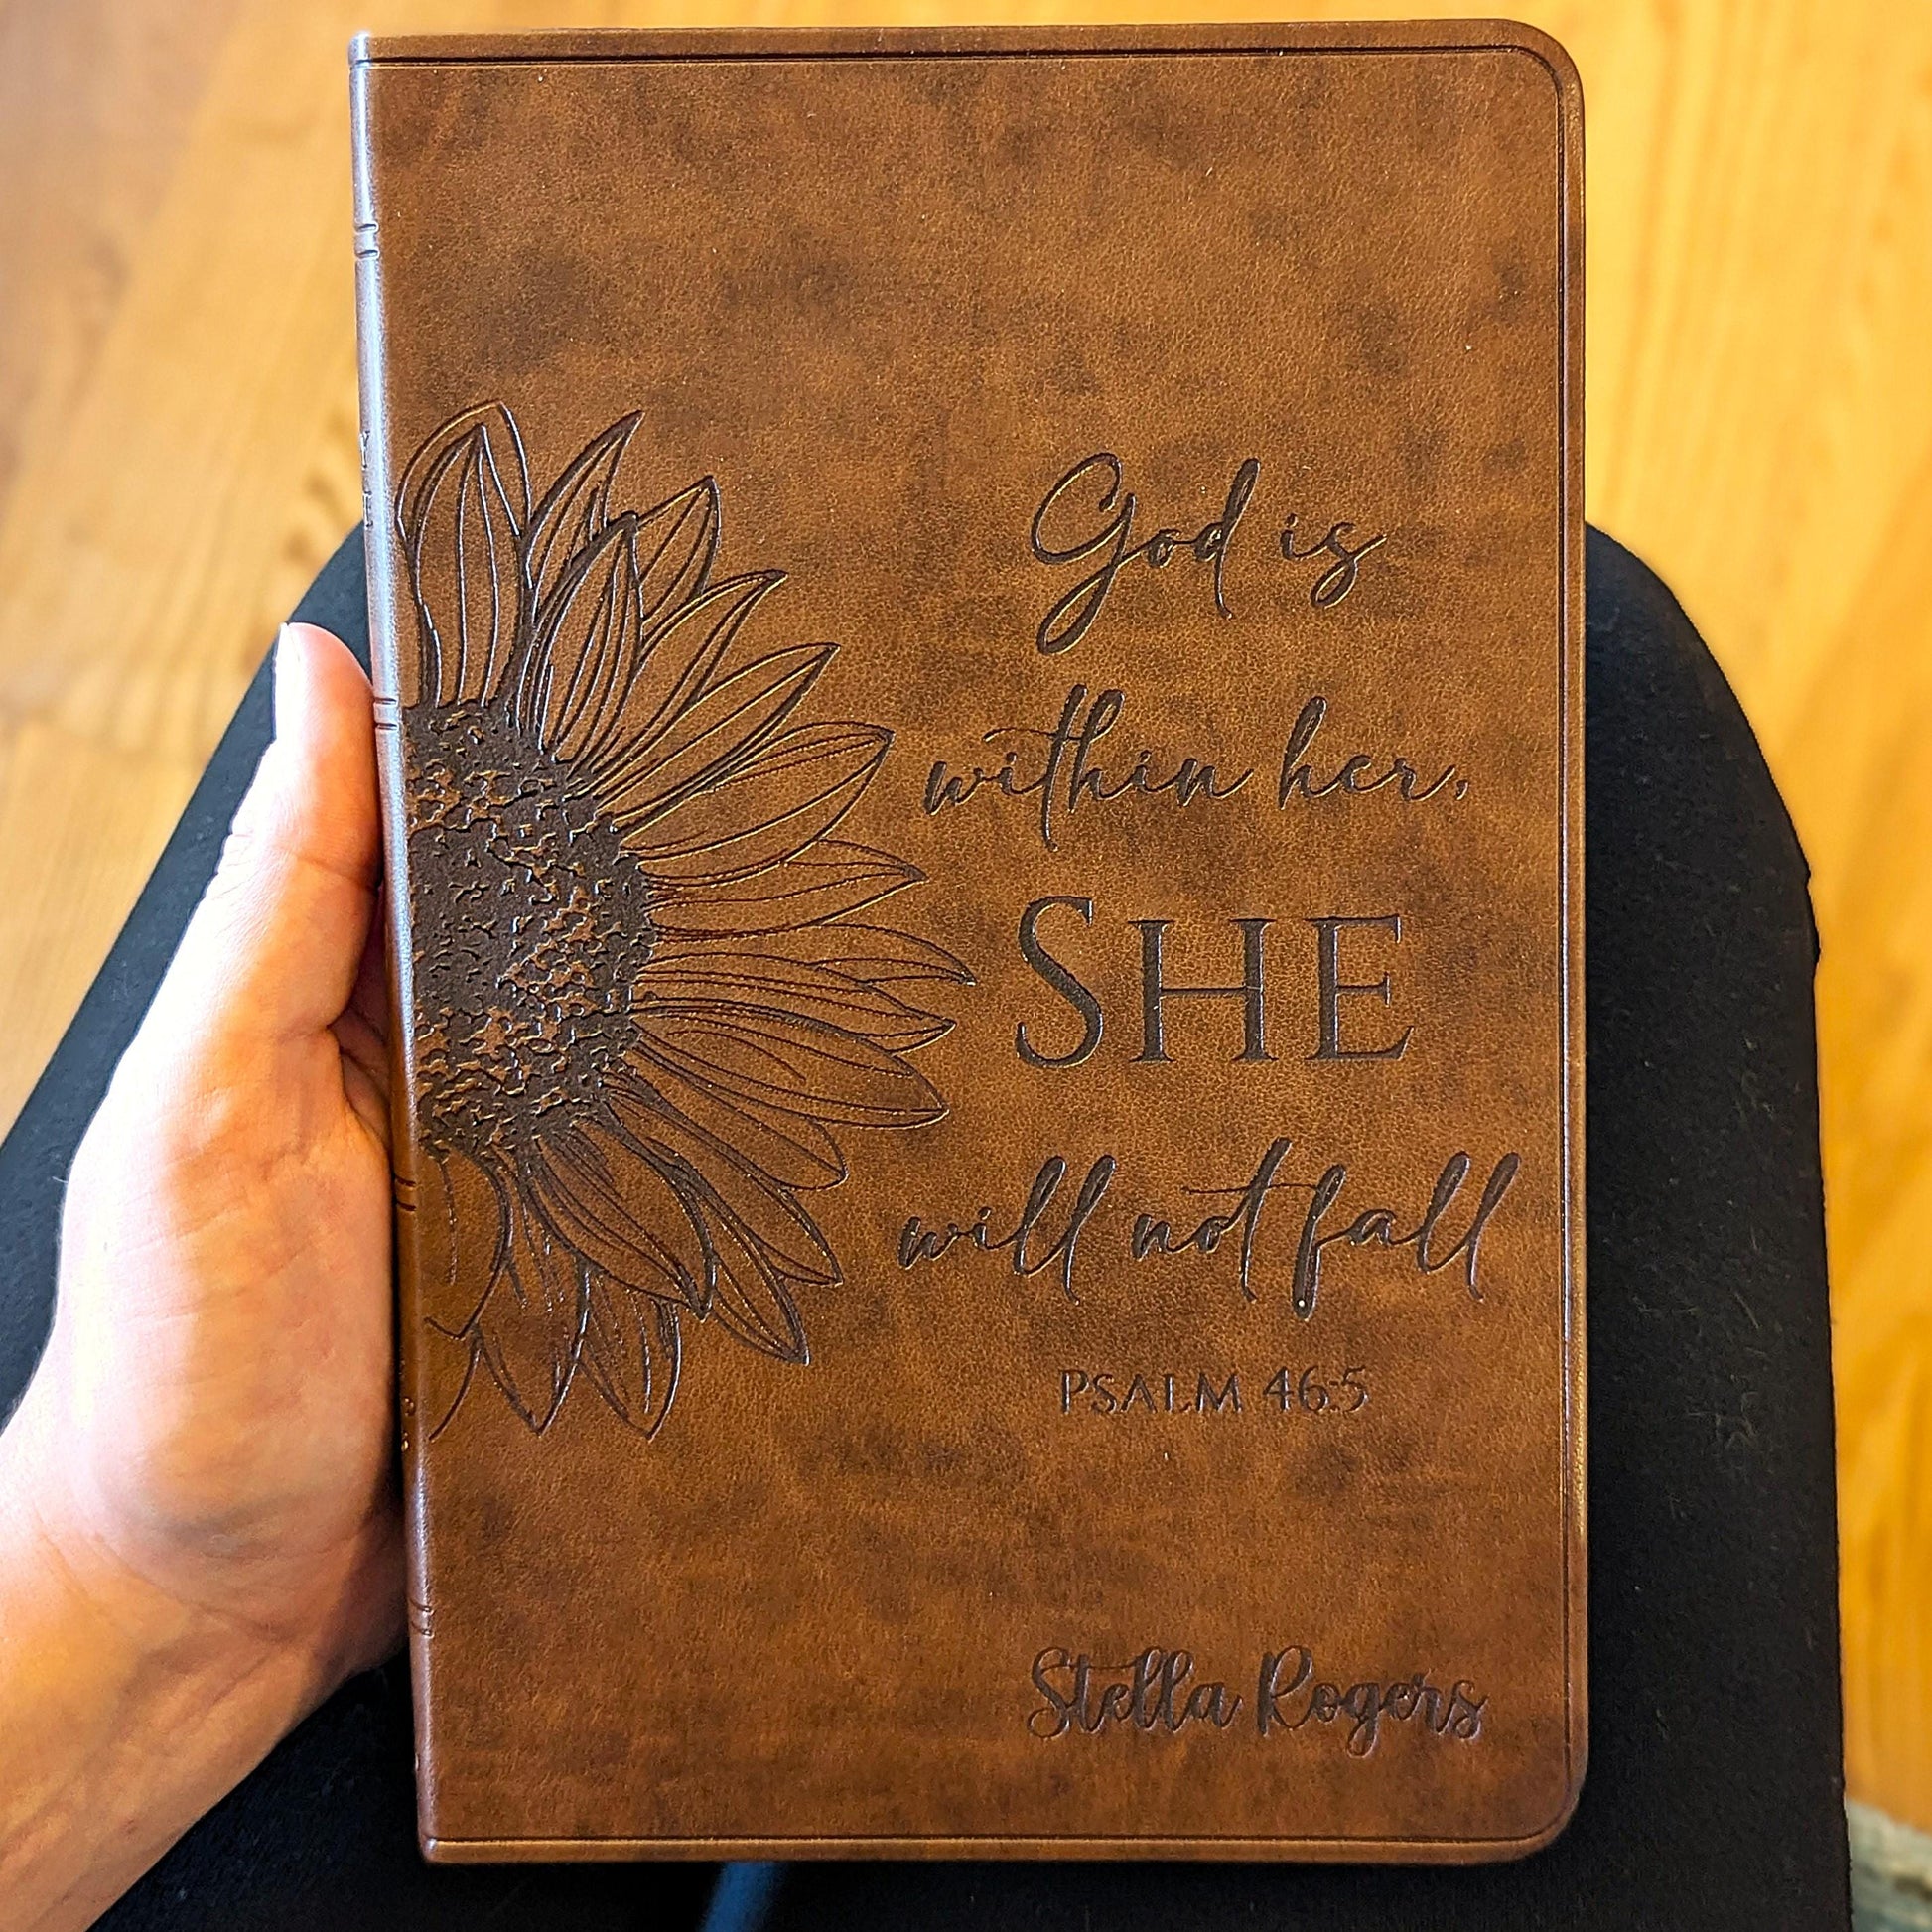 God is
within her,
SHE
will not fall
PSALM 46:5
Stella Rogers